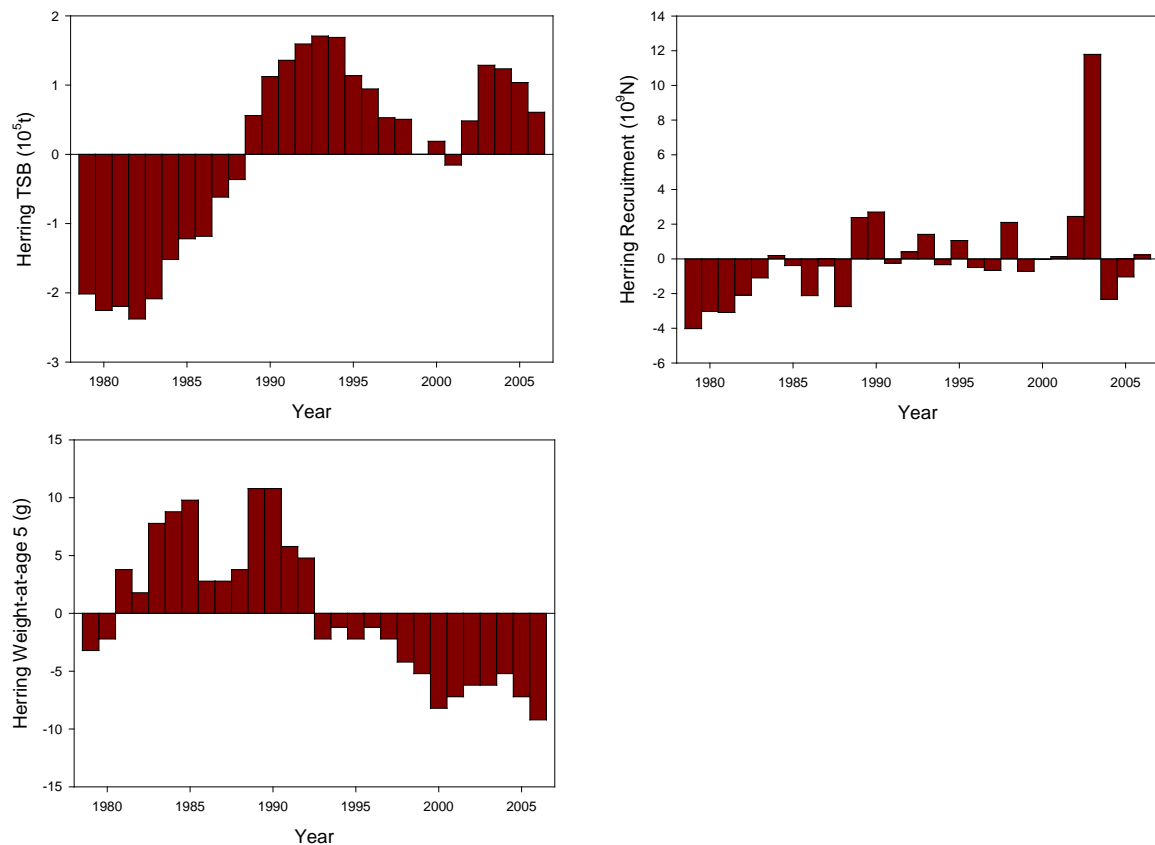 Herring TSB (10⁵t)
2
1
0
-1
-2
-3
1980 1985 1990 1995 2000 2005
Year
Herring Recruitment (10⁹N)
14
12
10
8
6
4
2
0
-2
-4
-6
1980 1985 1990 1995 2000 2005
Year
Herring Weight-at-age 5 (g)
15
10
5
0
-5
-10
-15
1980 1985 1990 1995 2000 2005
Year